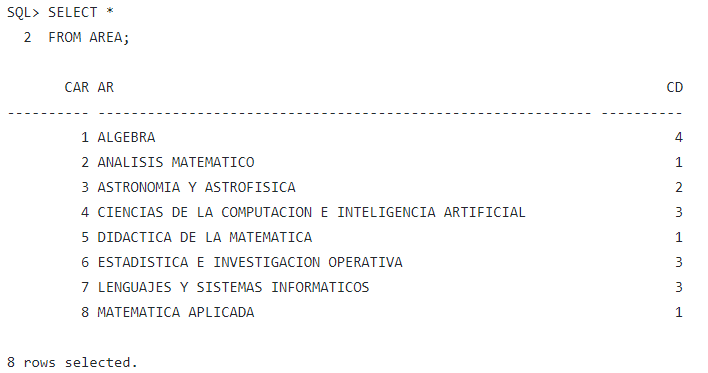 SQL> SELECT *
  2  FROM AREA;

       CAR AR                                                                   CD
---------- ------------------------------------------------------------ ----------
         1 ALGEBRA                                                               4
         2 ANALISIS MATEMATICO                                                   1
         3 ASTRONOMIA Y ASTROFISICA                                              2
         4 CIENCIAS DE LA COMPUTACION E INTELIGENCIA ARTIFICIAL                  3
         5 DIDACTICA DE LA MATEMATICA                                            1
         6 ESTADISTICA E INVESTIGACION OPERATIVA                                 3
         7 LENGUAJES Y SISTEMAS INFORMATICOS                                     3
         8 MATEMATICA APLICADA                                                   1

8 rows selected.